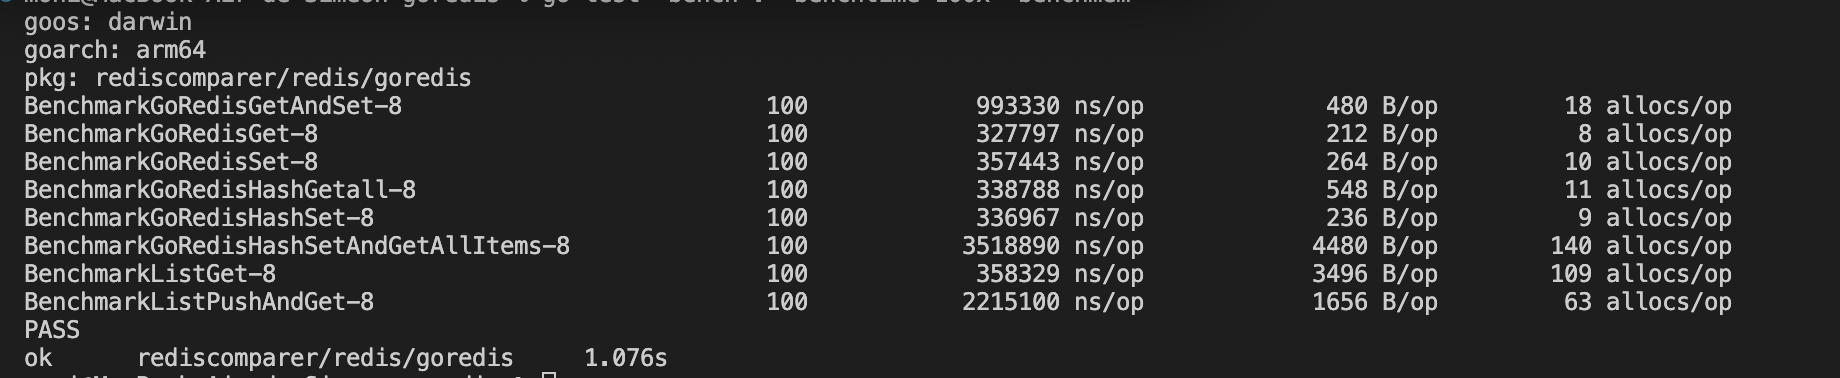 goos: darwin
goarch: arm64
pkg: rediscomparer/redis/goredis
BenchmarkGoRedisGetAndSet-8 100 993330 ns/op 480 B/op 18 allocs/op
BenchmarkGoRedisGet-8 100 327797 ns/op 212 B/op 8 allocs/op
BenchmarkGoRedisSet-8 100 357443 ns/op 264 B/op 10 allocs/op
BenchmarkGoRedisHashGetall-8 100 338788 ns/op 548 B/op 11 allocs/op
BenchmarkGoRedisHashSet-8 100 336967 ns/op 236 B/op 9 allocs/op
BenchmarkGoRedisHashSetAndGetAllItems-8 100 3518890 ns/op 4480 B/op 140 allocs/op
BenchmarkListGet-8 100 358329 ns/op 3496 B/op 109 allocs/op
BenchmarkListPushAndGet-8 100 2215100 ns/op 1656 B/op 63 allocs/op
PASS
ok rediscomparer/redis/goredis 1.076s